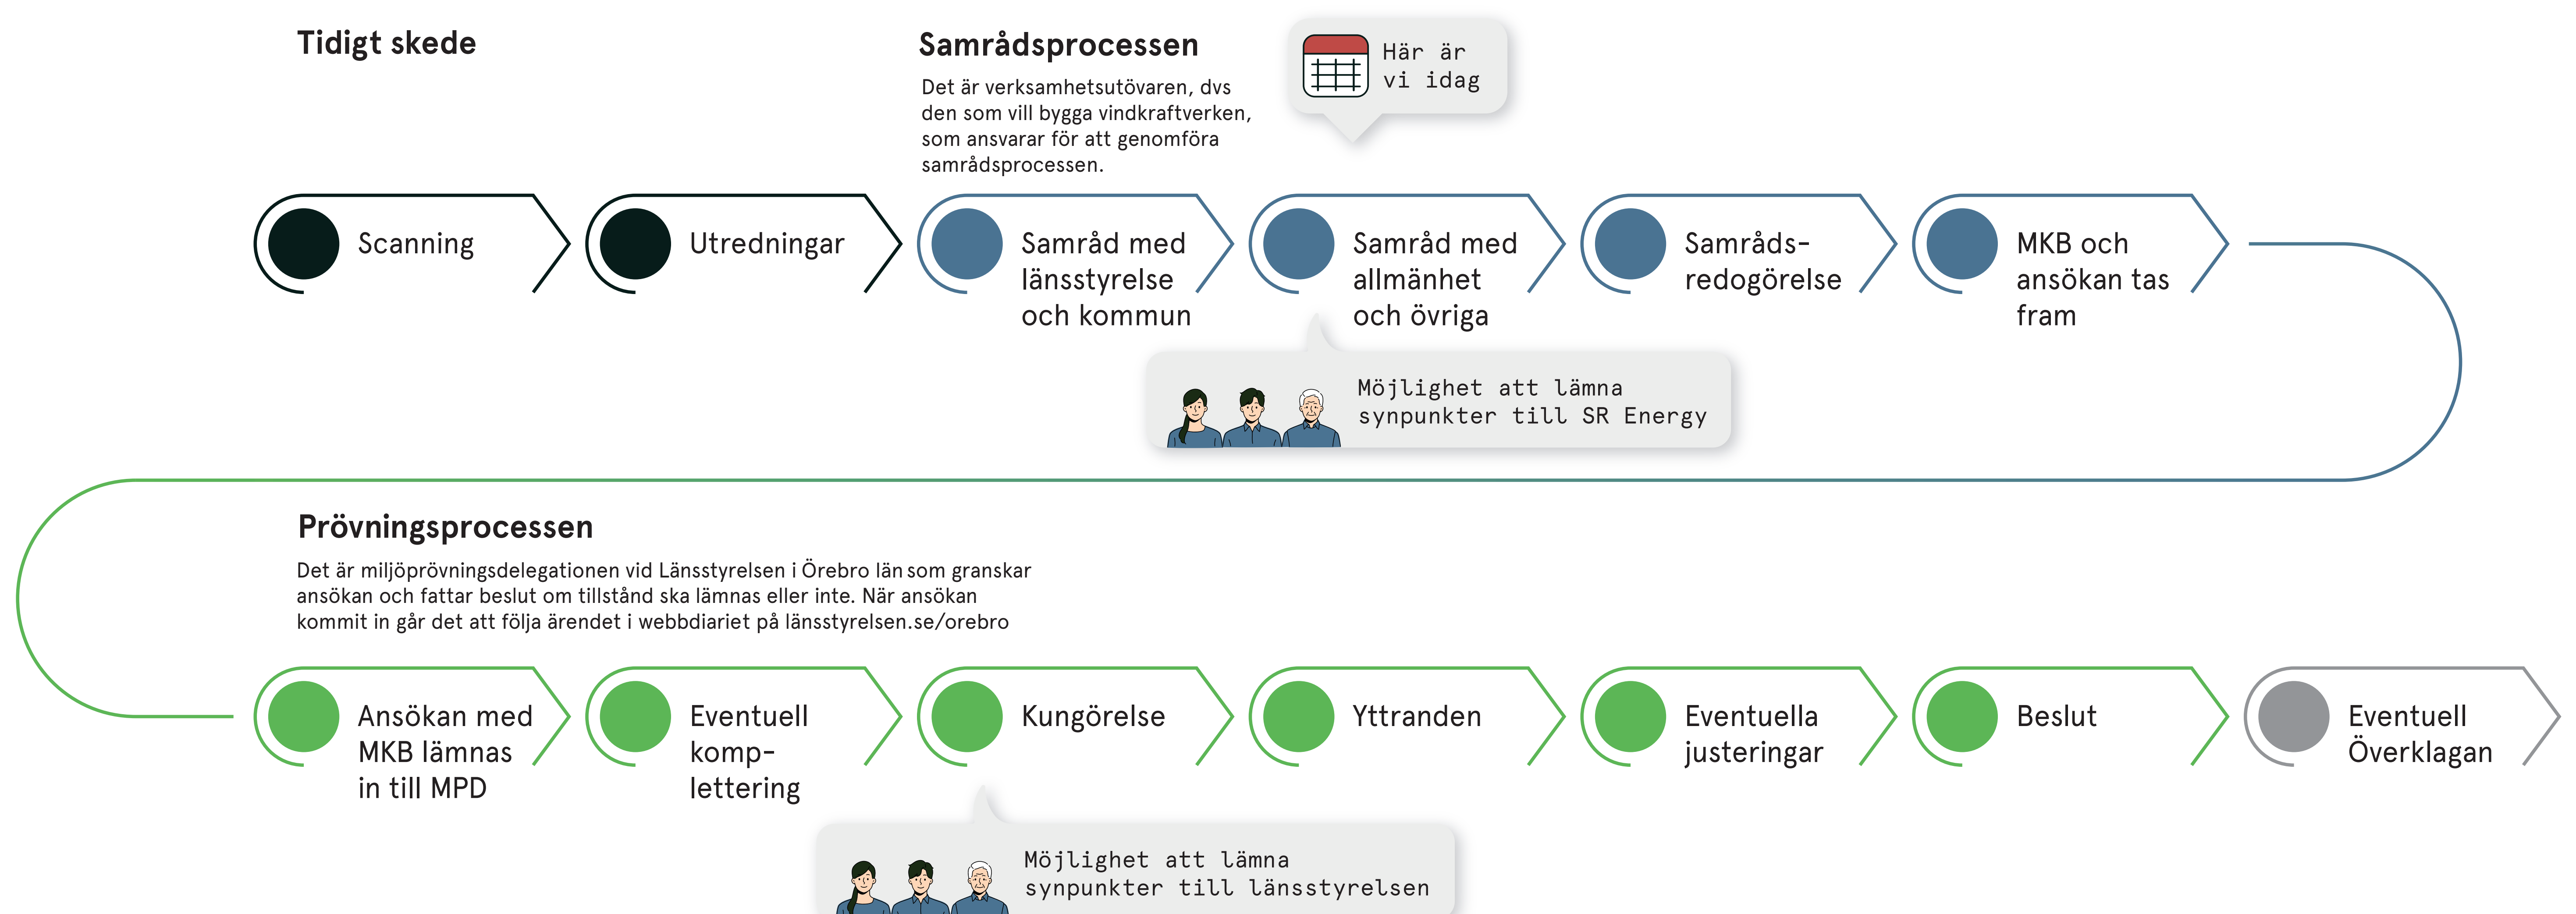 Tidigt skede
Samrådsprocessen
Det är verksamhetsutövaren, dvs
den som vill bygga vindkraftverken,
som ansvarar för att genomföra
samrådsprocessen.
Här är
vi idag
Scanning
Utredningar
Samråd med
länsstyrelse
och kommun
Samråd med
allmänhet
och övriga
Samråds-
redogörelse
MKB och
ansökan tas
fram
Möjlighet att lämna
synpunkter till SR Energy
Prövningsprocessen
Det är miljöprövningsdelegationen vid Länsstyrelsen i Örebro län som granskar
ansökan och fattar beslut om tillstånd ska lämnas eller inte. När ansökan
kommit in går det att följa ärendet i webbdiariet på länsstyrelsen.se/orebro
Ansökan med
MKB lämnas
in till MPD
Eventuell
komp-
lettering
Kungörelse
Yttranden
Eventuella
justeringar
Beslut
Eventuell
Överklagan
Möjlighet att lämna
synpunkter till länsstyrelsen